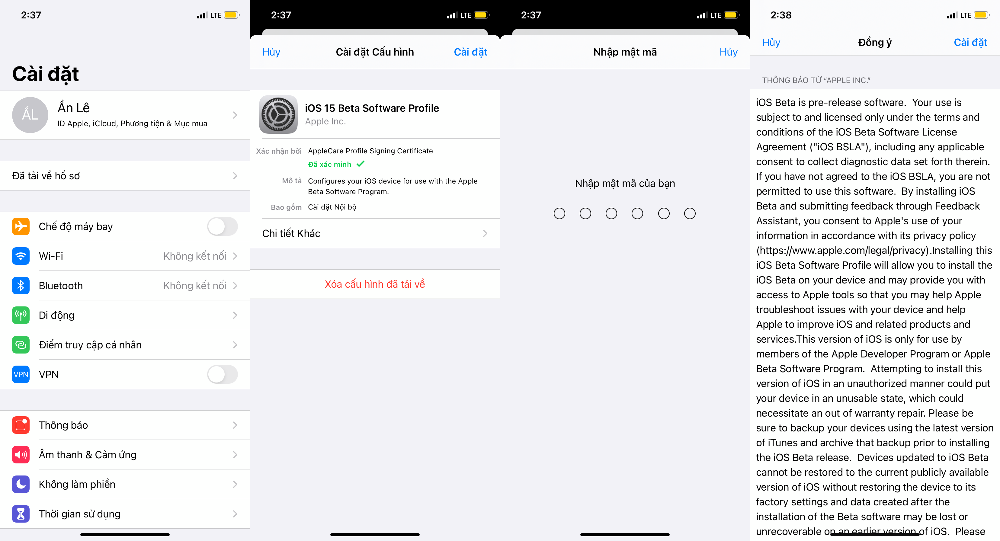 2:37
LTE
Cài đặt
ẨL
Ẩn Lê
ID Apple, iCloud, Phương tiện & Mục mua
Đã tải về hồ sơ
Chế độ máy bay
Wi-Fi Không kết nối
Bluetooth Không kết nối
Di động
Điểm truy cập cá nhân
VPN VPN
Thông báo
Âm thanh & Cảm ứng
Không làm phiền
Thời gian sử dụng
2:37
LTE
Hủy Cài đặt Cấu hình Cài đặt
iOS 15 Beta Software Profile
Apple Inc.
Xác nhận bởi AppleCare Profile Signing Certificate
Đã xác minh
Mô tả Configures your iOS device for use with the Apple
Beta Software Program.
Bao gồm Cài đặt Nội bộ
Chi tiết Khác
Xóa cấu hình đã tải về
2:37
LTE
Nhập mật mã Hủy
Nhập mật mã của bạn
2:38
LTE
Hủy Đồng ý Cài đặt
THÔNG BÁO TỪ “APPLE INC.”
iOS Beta is pre-release software.  Your use is
subject to and licensed only under the terms and
conditions of the iOS Beta Software License
Agreement ("iOS BSLA"), including any applicable
consent to collect diagnostic data set forth therein.
If you have not agreed to the iOS BSLA, you are not
permitted to use this software.  By installing iOS
Beta and submitting feedback through Feedback
Assistant, you consent to Apple's use of your
information in accordance with its privacy policy
(https://www.apple.com/legal/privacy).Installing this
iOS Beta Software Profile will allow you to install the
iOS Beta on your device and may provide you with
access to Apple tools so that you may help Apple
troubleshoot issues with your device and help
Apple to improve iOS and related products and
services.This version of iOS is only for use by
members of the Apple Developer Program or Apple
Beta Software Program.  Attempting to install this
version of iOS in an unauthorized manner could put
your device in an unusable state, which could
necessitate an out of warranty repair. Please be
sure to backup your devices using the latest version
of iTunes and archive that backup prior to installing
the iOS Beta release.  Devices updated to iOS Beta
cannot be restored to the current publicly available
version of iOS without restoring the device to its
factory settings and data created after the
installation of the Beta software may be lost or
unrecoverable on an earlier version of iOS.  Please